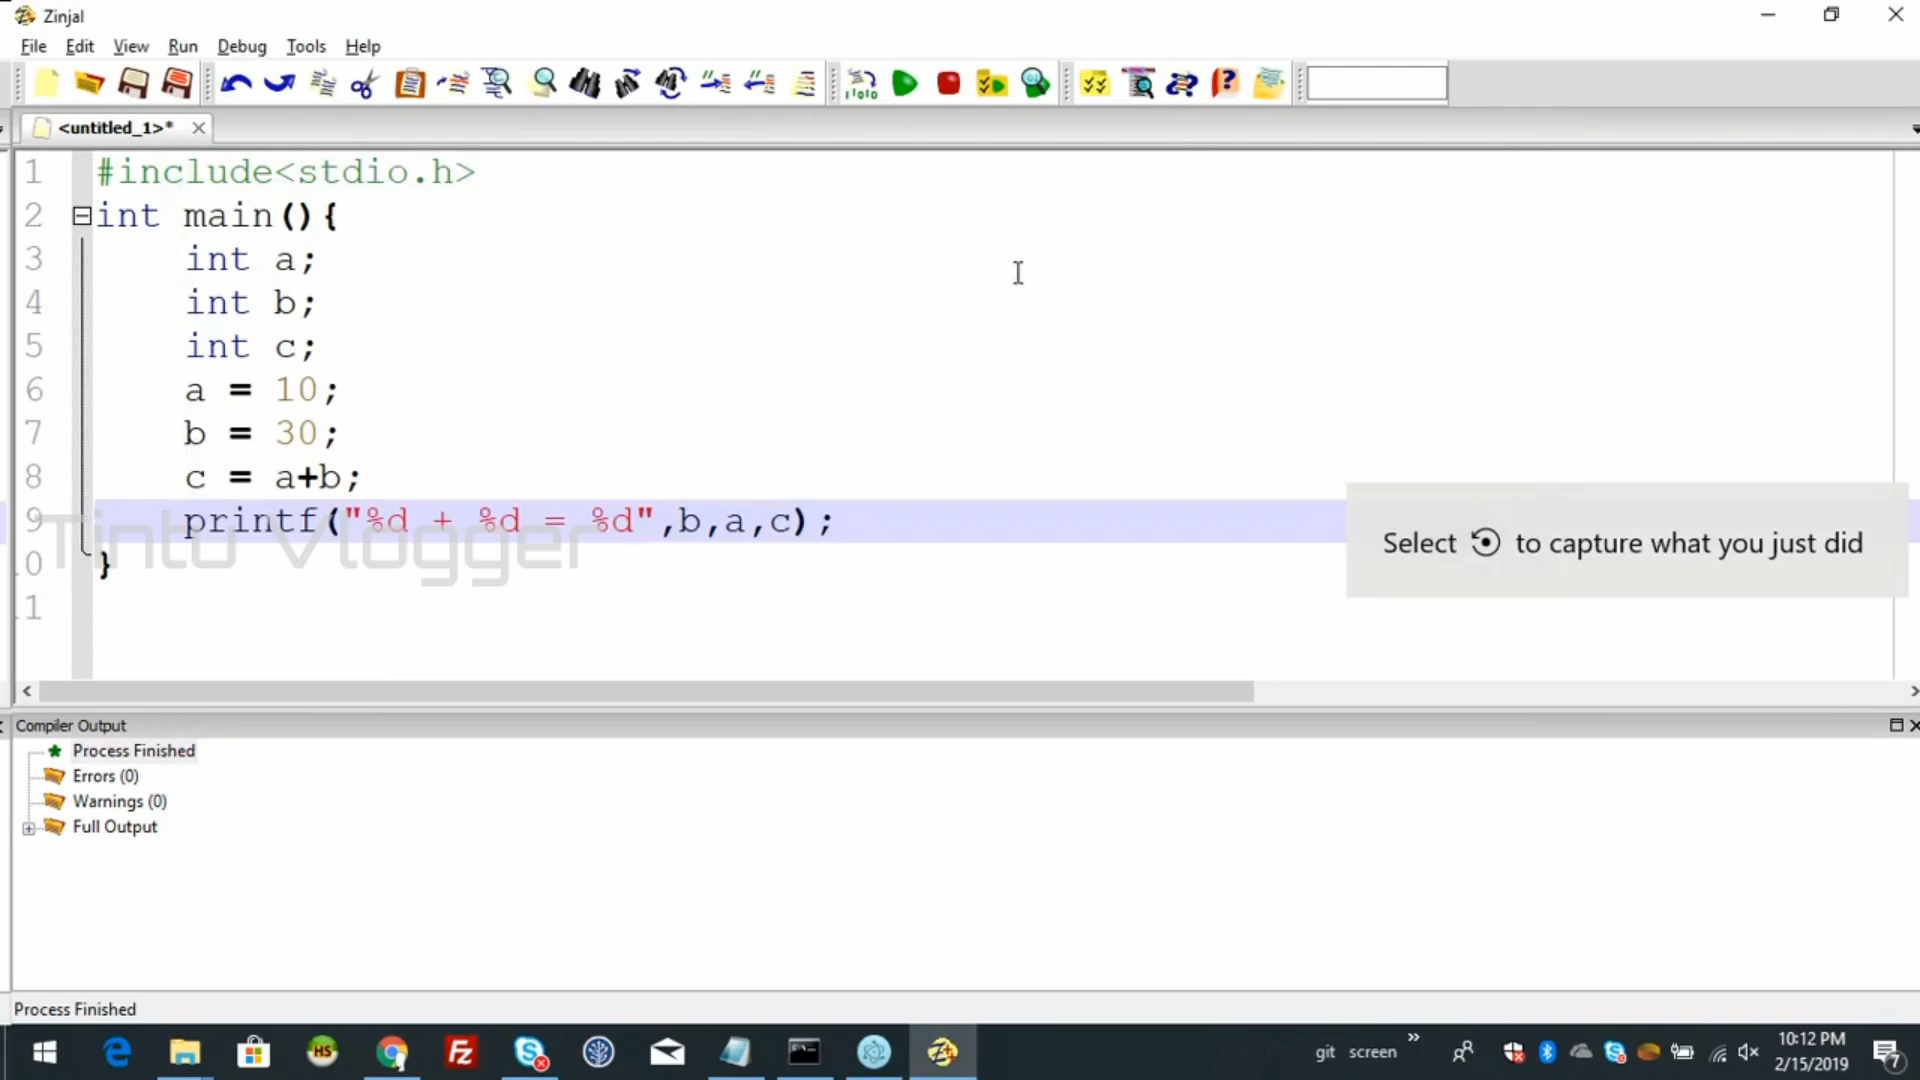 Zinjal
File Edit View Run Debug Tools Help
<untitled_1>*
1 #include<stdio.h>
2 int main(){
3 int a;
4 int b;
5 int c;
6 a = 10;
7 b = 30;
8 c = a+b;
9 printf("%d + %d = %d",b,a,c);
Tinto Vlogger
0 }
1
Select to capture what you just did
Compiler Output
Process Finished
Errors (0)
Warnings (0)
Full Output
Process Finished
git screen
10:12 PM
2/15/2019
7